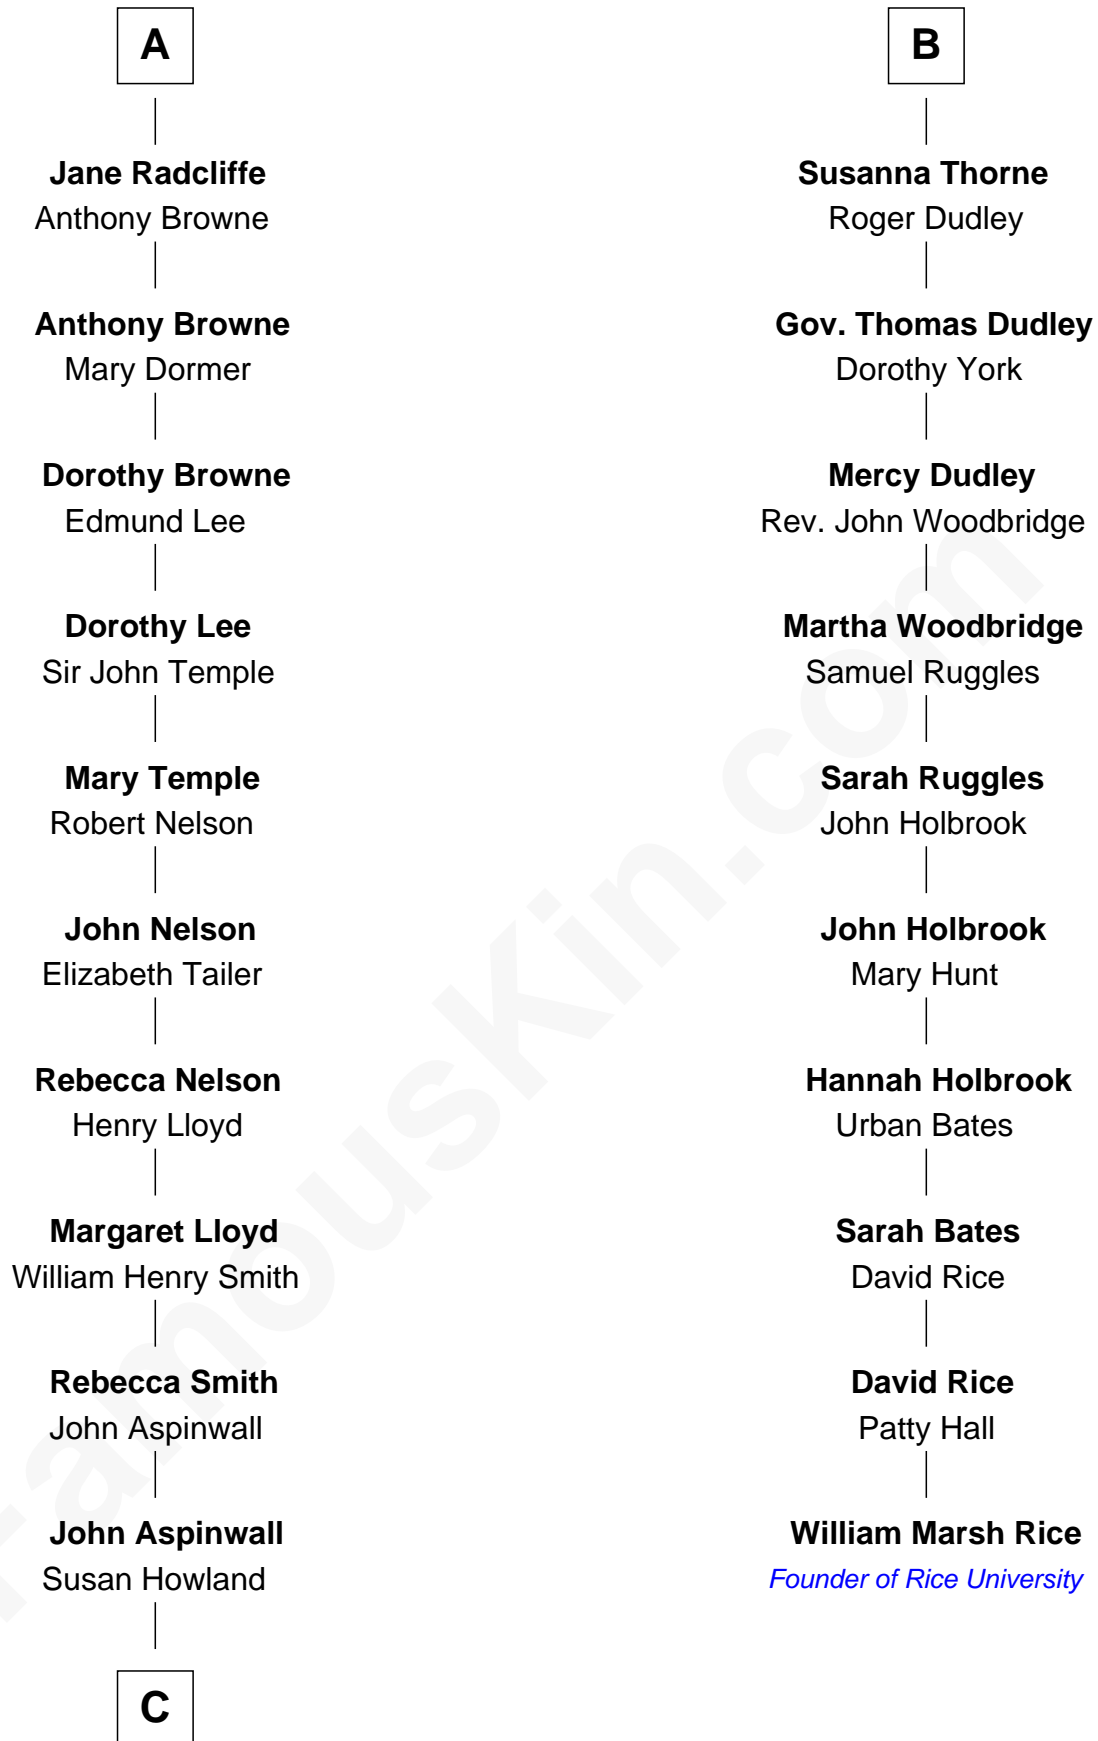 A
Jane Radcliffe
Anthony Browne
Anthony Browne
Mary Dormer
Dorothy Browne
Edmund Lee
Dorothy Lee
Sir John Temple
Mary Temple
Robert Nelson
John Nelson
Elizabeth Tailer
Rebecca Nelson
Henry Lloyd
Margaret Lloyd
William Henry Smith
Rebecca Smith
John Aspinwall
John Aspinwall
Susan Howland
C
B
Susanna Thorne
Roger Dudley
Gov. Thomas Dudley
Dorothy York
Mercy Dudley
Rev. John Woodbridge
Martha Woodbridge
Samuel Ruggles
Sarah Ruggles
John Holbrook
John Holbrook
Mary Hunt
Hannah Holbrook
Urban Bates
Sarah Bates
David Rice
David Rice
Patty Hall
William Marsh Rice
Founder of Rice University
FamousKin.com